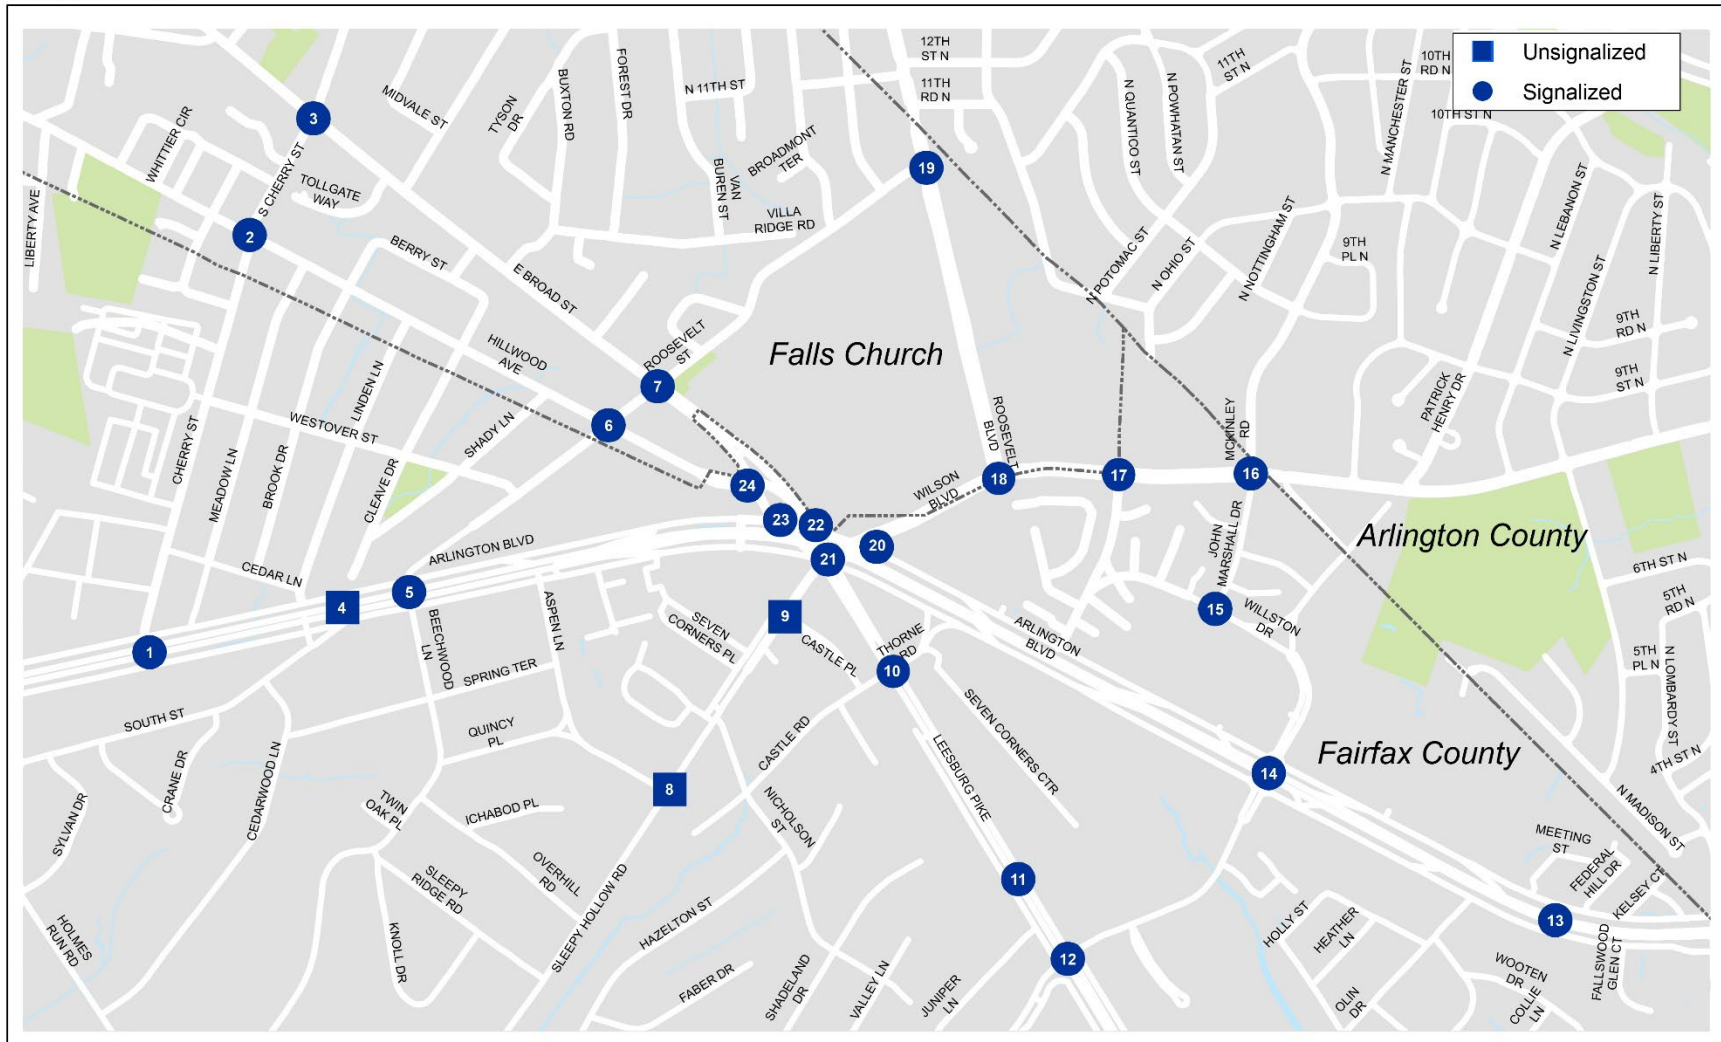 Unsignalized
Signalized
12TH
ST N
11TH
RD N
11TH
ST N
10TH
RD N
10TH ST N
N MANCHESTER ST
N QUANTICO ST
N POWHATAN ST
FOREST DR
BUXTON RD
TYSON
DR
MIDVALE ST
N 11TH ST
BROADMONT
TER
VAN
BUREN ST
VILLA
RIDGE RD
WHITTIER CIR
S CHERRY ST
TOLLGATE
WAY
LIBERTY AVE
BERRY ST
E BROAD ST
N POTOMAC ST
N OHIO ST
N NOTTINGHAM ST
9TH
PL N
N LEBANON ST
N LIBERTY ST
N LIVINGSTON ST
9TH
RD N
9TH
ST N
3
19
2
HILLWOOD
AVE
ROOSEVELT
ST
Falls Church
7
6
LINDEN LN
WESTOVER ST
SHADY LN
CHERRY ST
MEADOW LN
BROOK DR
CLEAVE DR
PATRICK
HENRY DR
MCKINLEY
RD
ROOSEVELT
BLVD
WILSON
BLVD
24
18
17
16
23
22
20
21
Arlington County
JOHN
MARSHALL DR
ARLINGTON BLVD
CEDAR LN
4
5
1
9
15
6TH ST N
5TH
RD N
5TH
PL N
N LOMBARDY ST
4TH ST N
N MADISON ST
WILLSTON
DR
ARLINGTON
BLVD
THORNE
RD
CASTLE PL
SEVEN
CORNERS PL
ASPEN LN
BEECHWOOD
LN
SPRING TER
10
SOUTH ST
QUINCY
PL
SEVEN CORNERS CTR
CASTLE RD
LEESBURG PIKE
Fairfax County
14
8
CRANE DR
SYLVAN DR
CEDARWOOD LN
TWIN
OAK PL
ICHABOD PL
OVERHILL
RD
SLEEPY
RIDGE RD
NICHOLSON
ST
11
MEETING
ST
FEDERAL
HILL DR
KELSEY CT
13
HOLMES
RUN RD
KNOLL DR
SLEEPY HOLLOW RD
HAZELTON ST
FABER DR
SHADELAND
DR
VALLEY LN
JUNIPER
LN
12
HOLLY ST
HEATHER
LN
OLIN
DR
WOOTEN
DR
COLLIE
LN
FALLSWOOD
GLEN CT